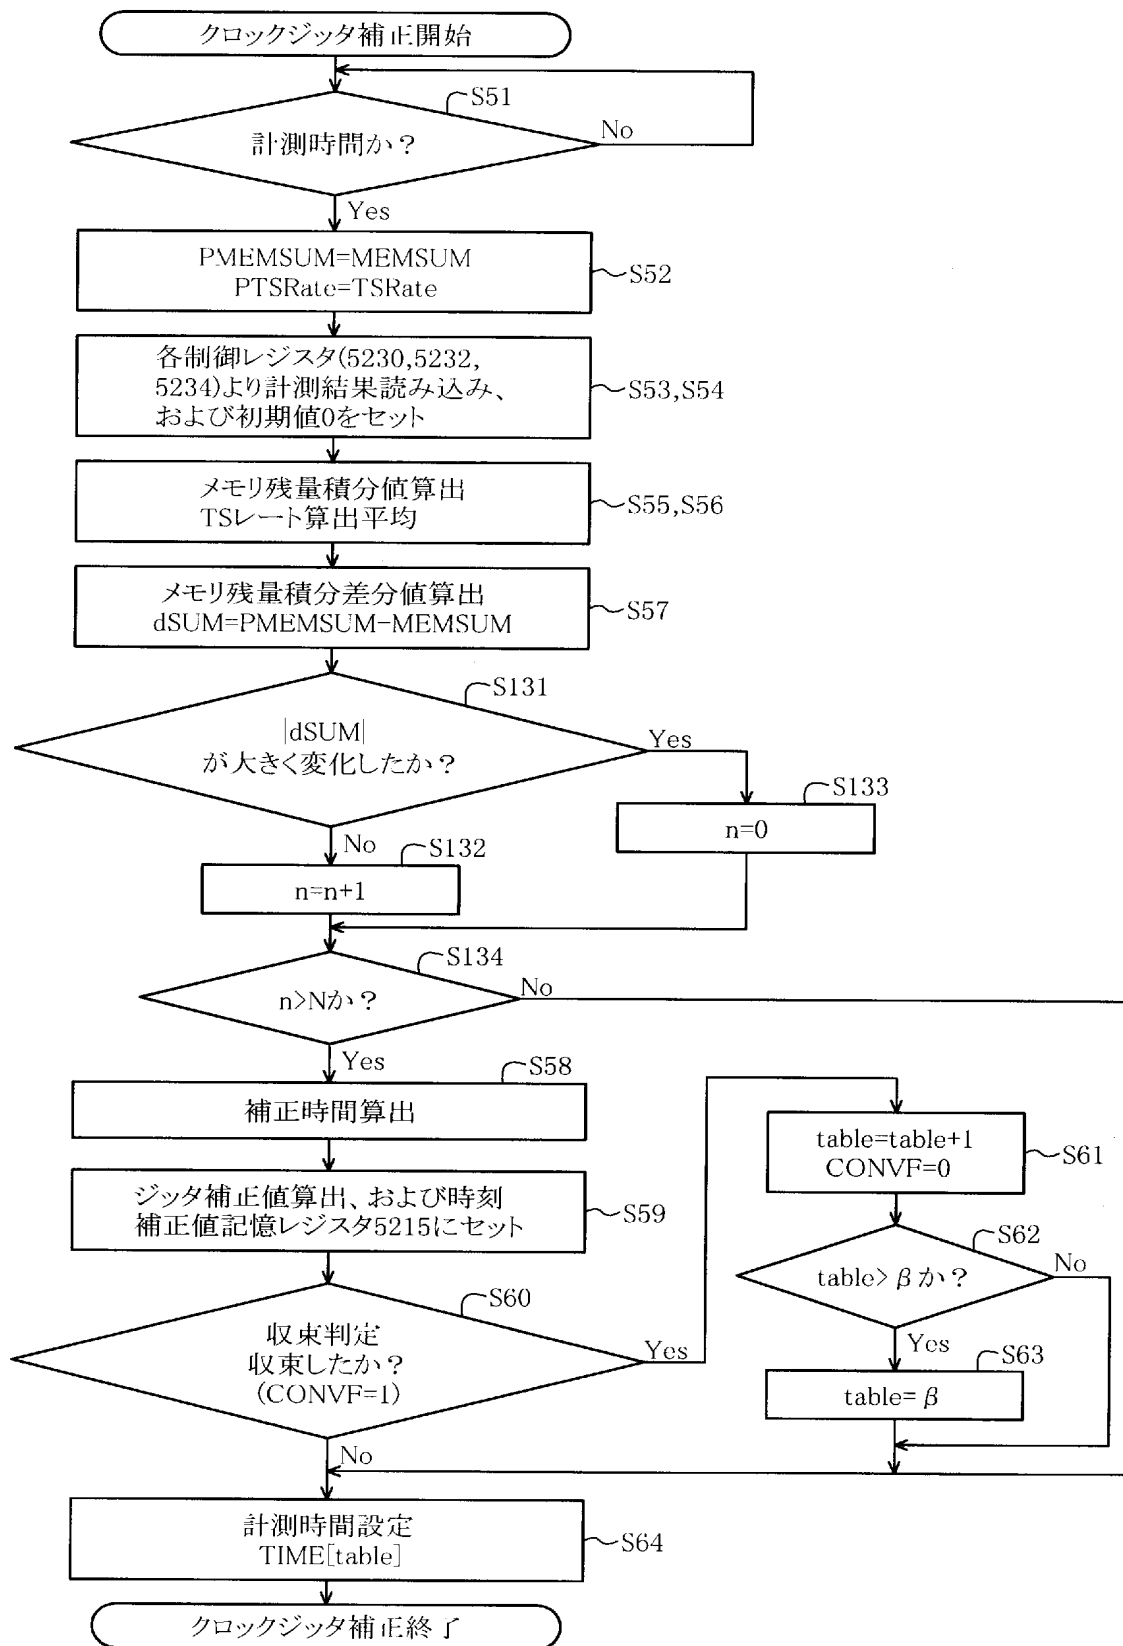 クロックジッタ補正開始
S51
計測時間か？
No
Yes
PMEMSUM=MEMSUM
PTSRate=TSRate
S52
各制御レジスタ(5230,5232,
5234)より計測結果読み込み、
および初期値0をセット
S53,S54
メモリ残量積分値算出
TSレート算出平均
S55,S56
メモリ残量積分差分値算出
dSUM=PMEMSUM-MEMSUM
S57
S131
|dSUM|
が大きく変化したか？
Yes
S133
n=0
No
S132
n=n+1
S134
n>Nか？
No
Yes
S58
補正時間算出
table=table+1
CONVF=0
S61
ジッタ補正値算出、および時刻
補正値記憶レジスタ5215にセット
S59
S62
table>βか？
No
Yes
S60
収束判定
収束したか？
(CONVF=1)
Yes
S63
table=β
No
計測時間設定
TIME[table]
S64
クロックジッタ補正終了